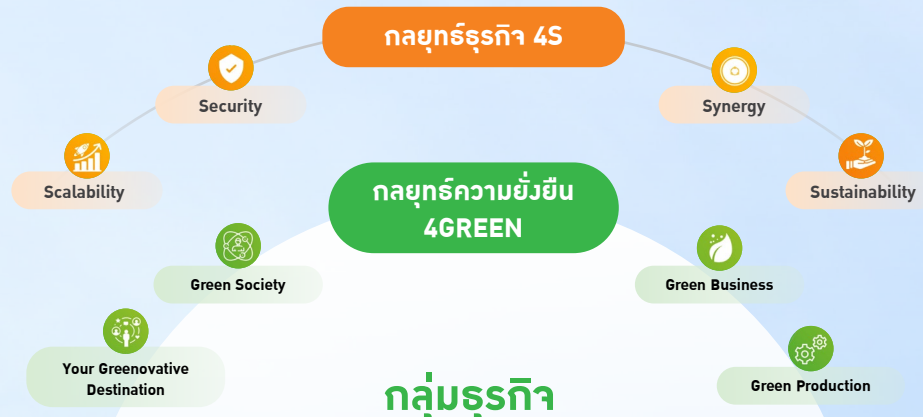 กลยุทธ์ธุรกิจ 4S
Security
Synergy
Scalability
Sustainability
กลยุทธ์ความยั่งยืน
4GREEN
Green Society
Green Business
Your Greenovative
Destination
Green Production
กลุ่มธุรกิจ